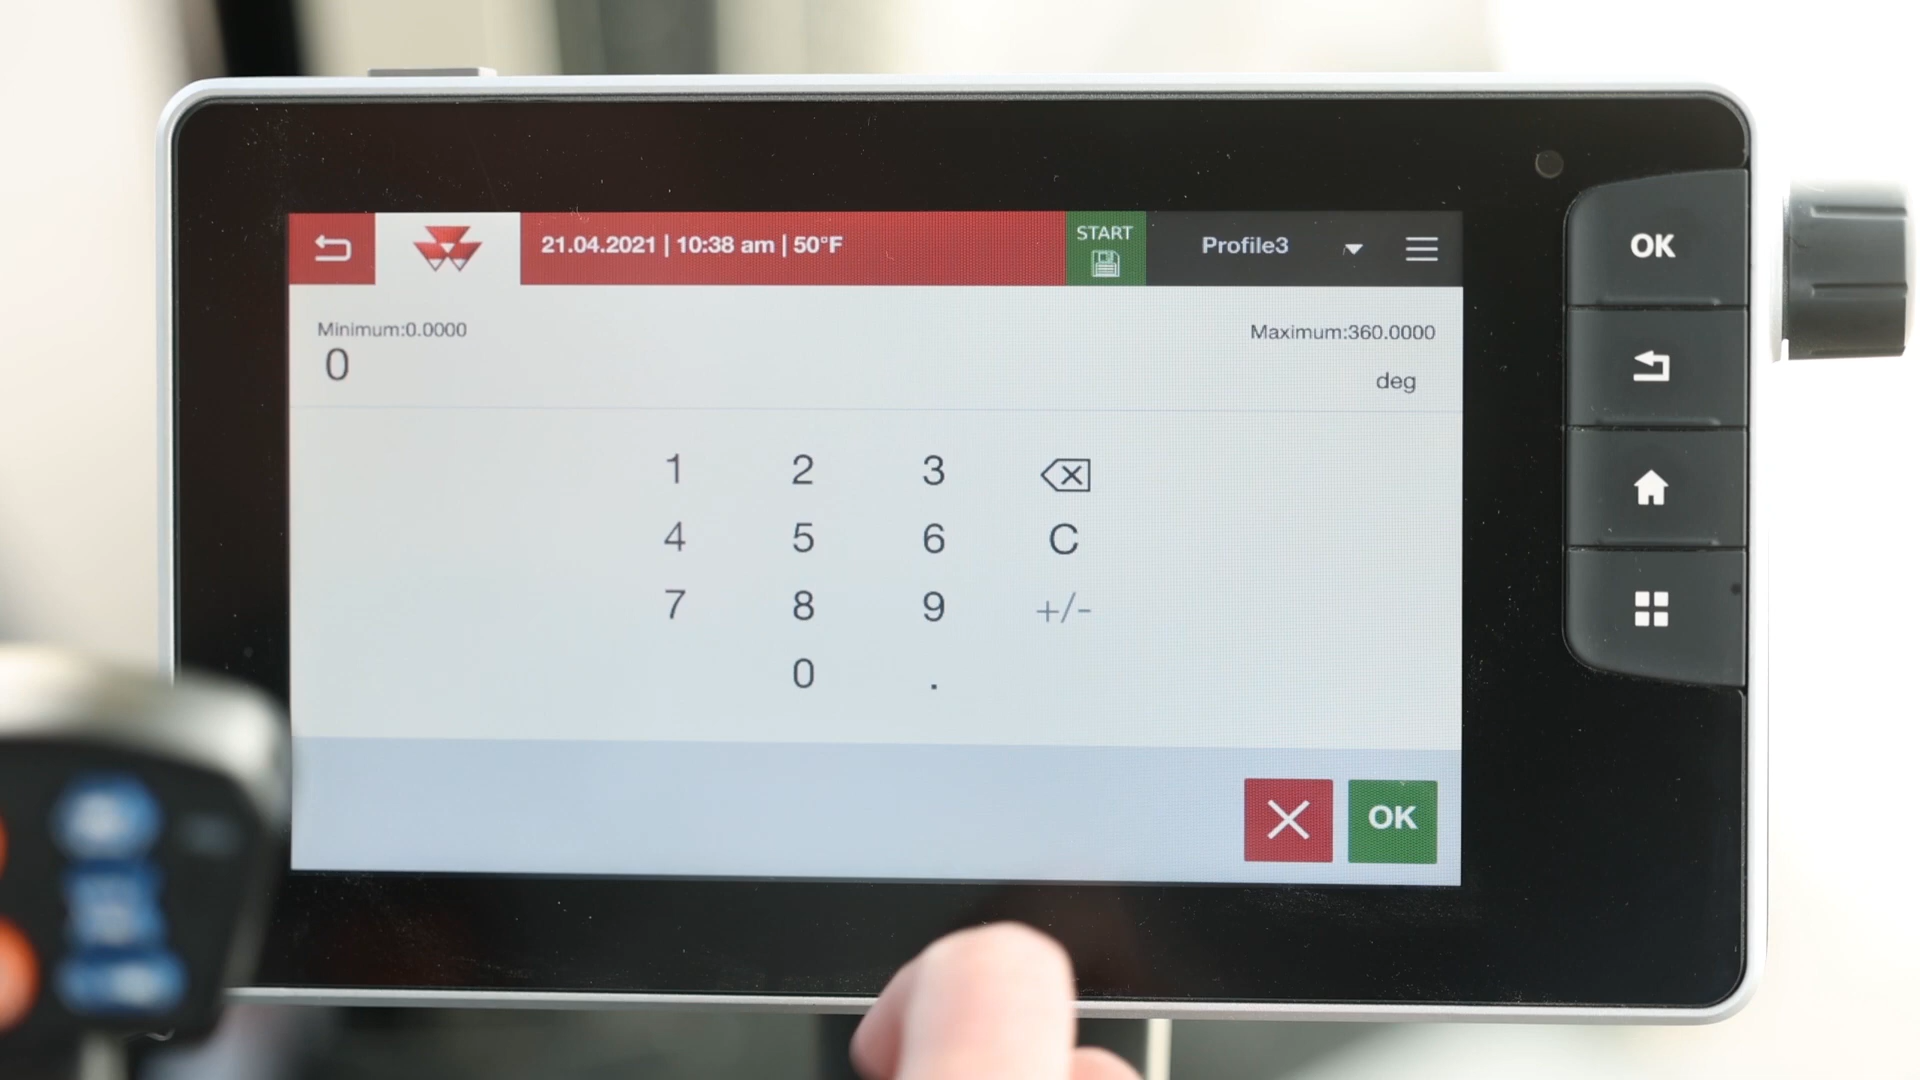 21.04.2021 | 10:38 am | 50°F
START
Profile3
OK
Minimum:0.0000
Maximum:360.0000
0
deg
1 2 3
4 5 6 C
7 8 9 +/-
0 .
OK